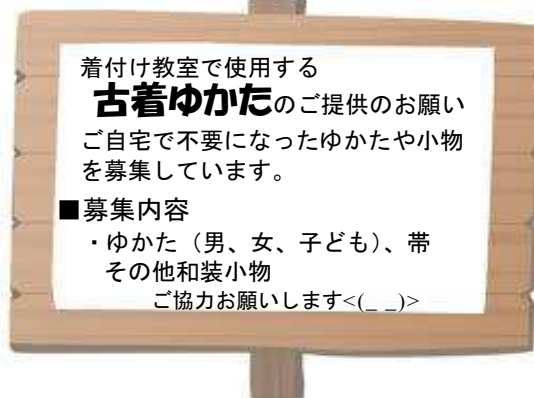 着付け教室で使用する
古着ゆかたのご提供のお願い
ご自宅で不要になったゆかたや小物
を募集しています。
■募集内容
・ゆかた（男、女、子ども）、帯
その他和装小物
ご協力お願いします<(_ _)>